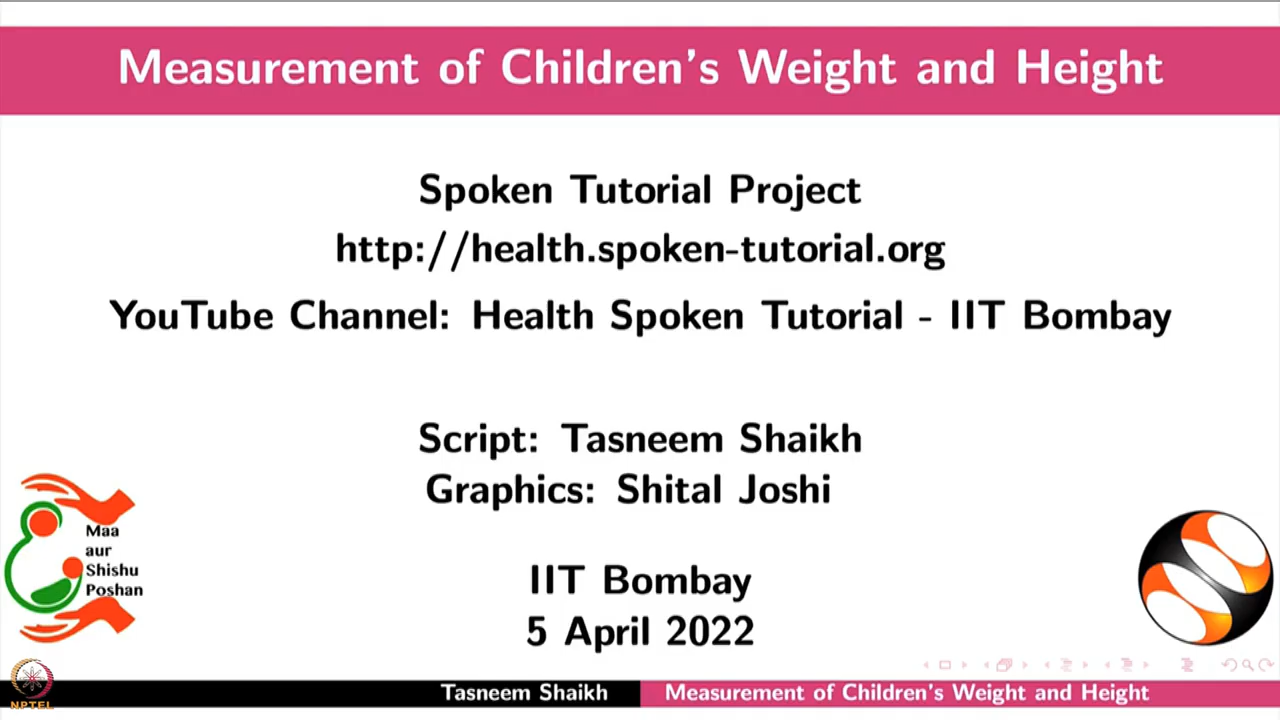 Measurement of Children's Weight and Height
Spoken Tutorial Project
http://health.spoken-tutorial.org
YouTube Channel: Health Spoken Tutorial - IIT Bombay
Script: Tasneem Shaikh
Graphics: Shital Joshi
Maa
aur
Shishu
Poshan
IIT Bombay
5 April 2022
NPTEL
Tasneem Shaikh
Measurement of Children's Weight and Height